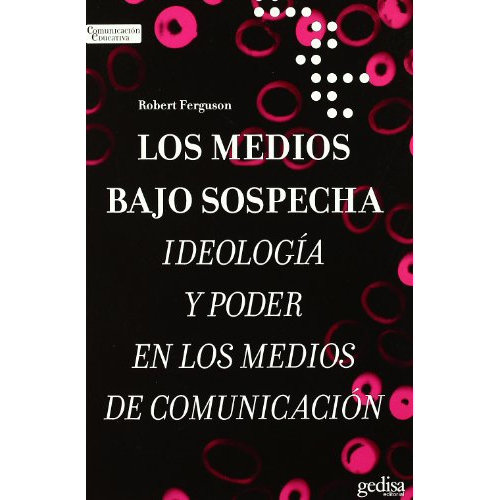 Comunicación
Educativa
Robert Ferguson
LOS MEDIOS
BAJO SOSPECHA
IDEOLOGÍA
Y PODER
EN LOS MEDIOS
DE COMUNICACIÓN
gedisa
editorial